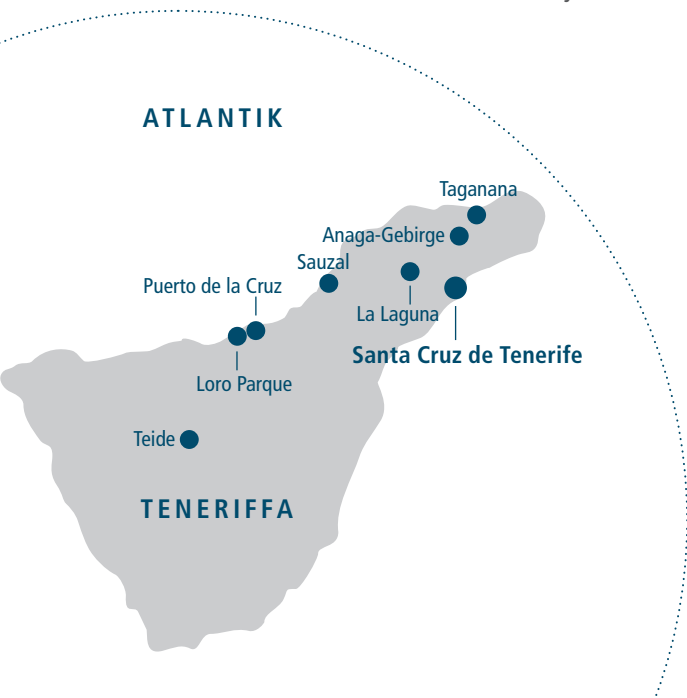 ATLANTIK
Taganana
Anaga-Gebirge
Sauzal
Puerto de la Cruz
La Laguna
Santa Cruz de Tenerife
Loro Parque
Teide
TENERIFFA